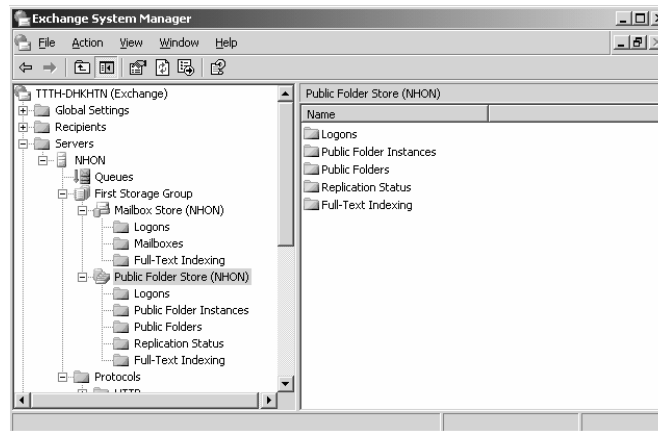 Exchange System Manager
File Action View Window Help
TTTH-DHKHTN (Exchange)
Global Settings
Recipients
Servers
NHON
Queues
First Storage Group
Mailbox Store (NHON)
Logons
Mailboxes
Full-Text Indexing
Public Folder Store (NHON)
Logons
Public Folder Instances
Public Folders
Replication Status
Full-Text Indexing
Protocols
HTTP
Public Folder Store (NHON)
Name
Logons
Public Folder Instances
Public Folders
Replication Status
Full-Text Indexing